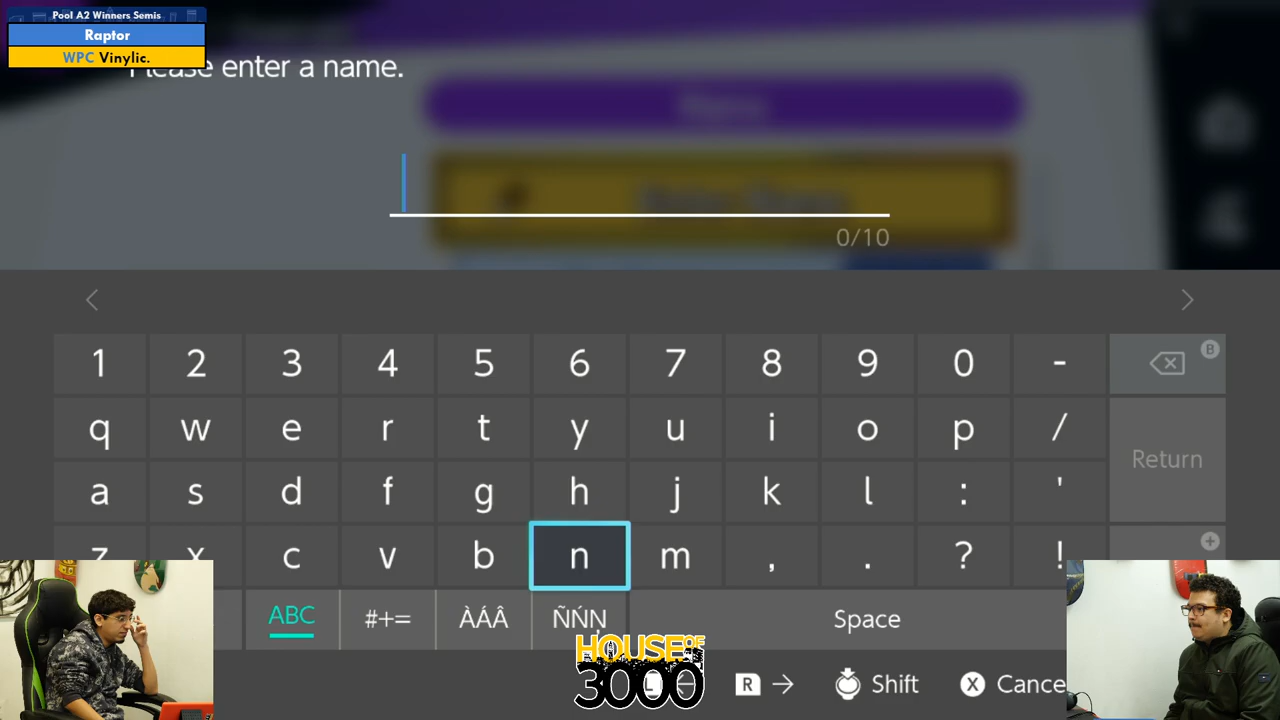 Pool A2 Winners Semis
Raptor
WPC Vinylic.
Please enter a name.
0/10
1 2 3 4 5 6 7 8 9 0 -
B
q w e r t y u i o p /
Return
a s d f g h j k l : '
z x c v b n m , . ? !
ABC #+= ÀÁÂ ÑŃŅ Space
HOUSE OF
3000
L R → Shift X Cance